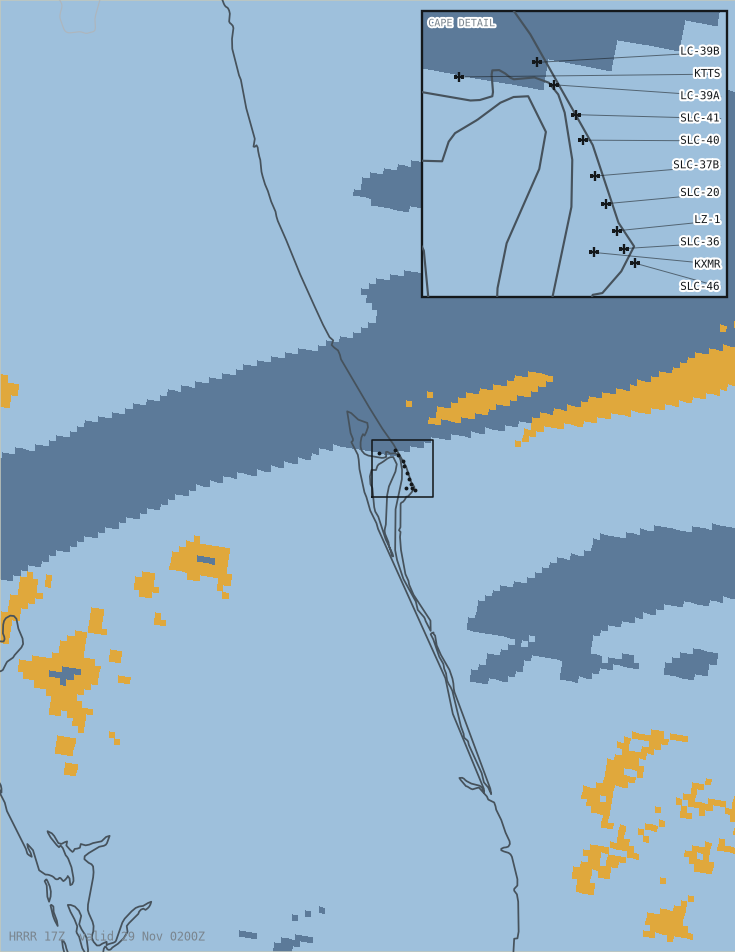 CAPE DETAIL
LC-39B
KTTS
LC-39A
SLC-41
SLC-40
SLC-37B
SLC-20
LZ-1
SLC-36
KXMR
SLC-46
HRRR 17Z valid 29 Nov 0200Z